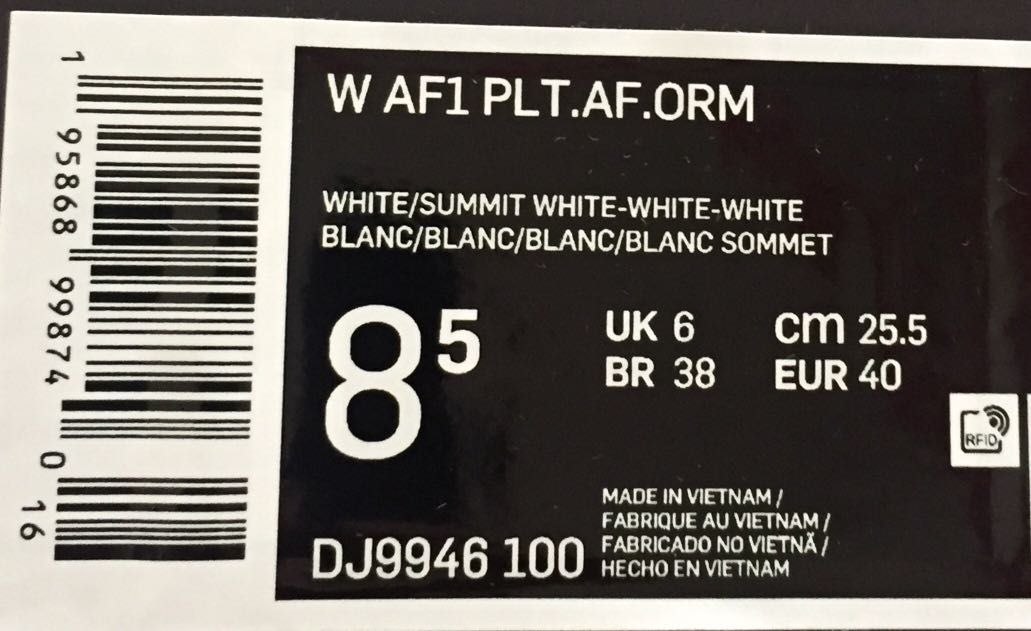 W AF1 PLT.AF.ORM
WHITE/SUMMIT WHITE-WHITE-WHITE
BLANC/BLANC/BLANC/BLANC SOMMET
8 5
UK 6 cm 25.5
BR 38 EUR 40
RFID
MADE IN VIETNAM /
FABRIQUE AU VIETNAM /
FABRICADO NO VIETNÃ /
HECHO EN VIETNAM
DJ9946 100
1 95868 99874 0 16